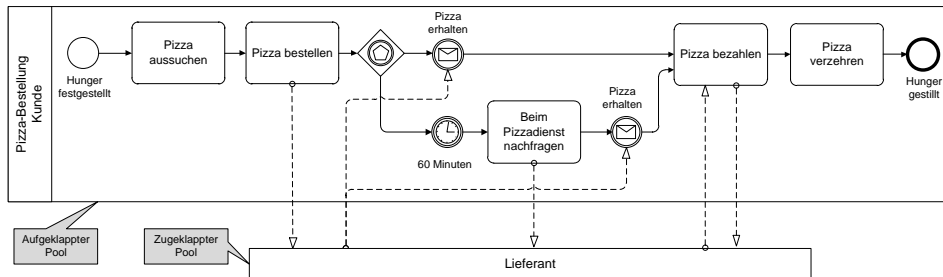 Pizza-Bestellung
Kunde
Hunger
festgestellt
Pizza
aussuchen
Pizza bestellen
Pizza
erhalten
60 Minuten
Beim
Pizzadienst
nachfragen
Pizza
erhalten
Pizza bezahlen
Pizza
verzehren
Hunger
gestillt
Aufgeklappter
Pool
Zugeklappter
Pool
Lieferant